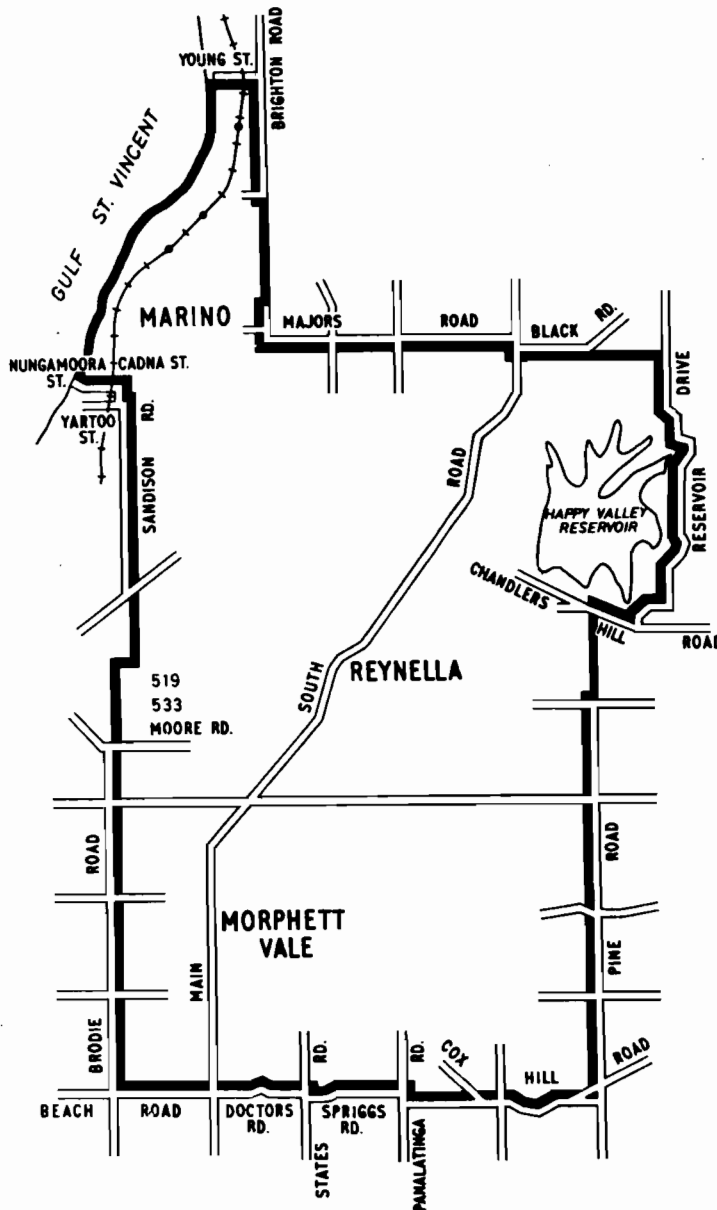 YOUNG ST.
BRIGHTON ROAD
GULF ST. VINCENT
MARINO
MAJORS ROAD
BLACK RD.
NUNGAMOORA ST.
CADNA ST.
YARTOO ST.
SANDISON RD.
DRIVE
RESERVOIR
HAPPY VALLEY
RESERVOIR
CHANDLERS HILL ROAD
SOUTH ROAD
REYNELLA
519
533
MOORE RD.
ROAD
BRODIE
MORPHETT
VALE
MAIN
ROAD
PINE
COX
HILL ROAD
BEACH ROAD
DOCTORS
RD.
SPRIGGS
RD.
STATES RD.
PANALATINGA RD.